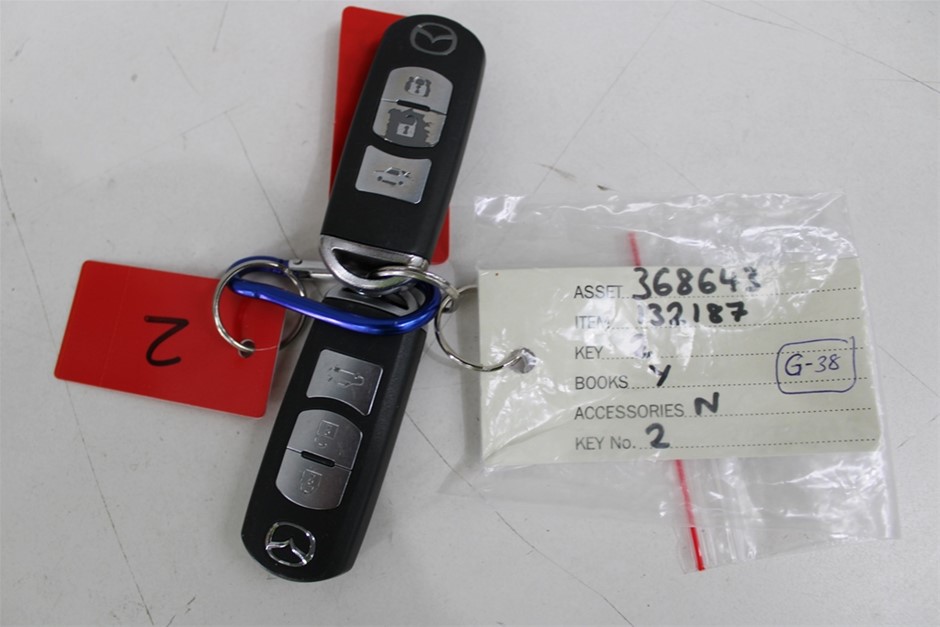 2
ASSET 368643
ITEM 132187
KEY
BOOKS Y
ACCESSORIES N
KEY No. 2
G-38